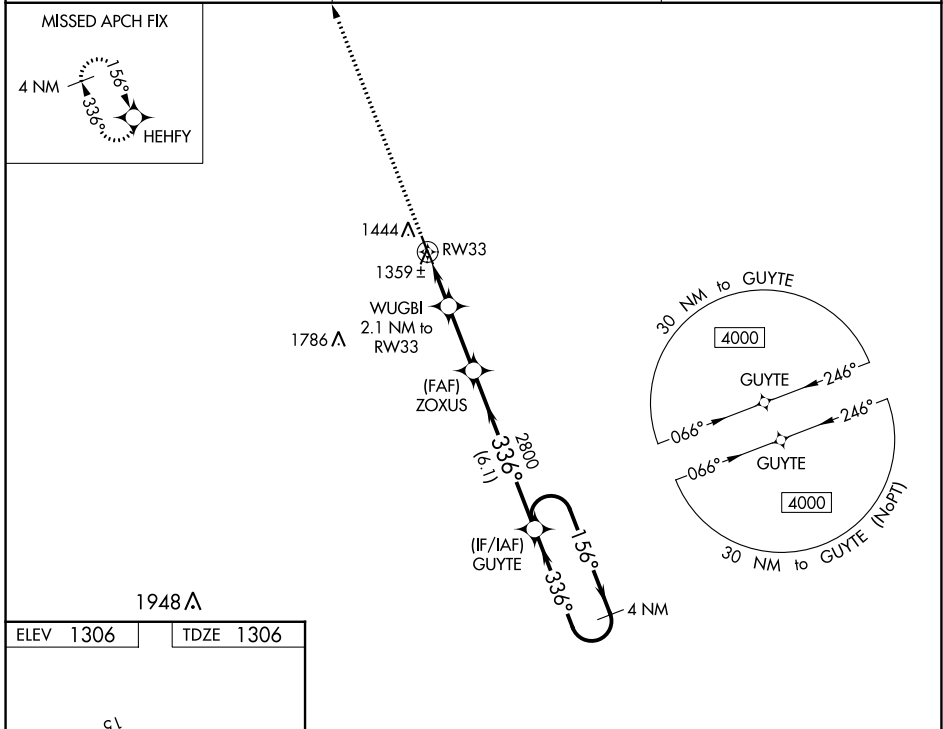 MISSED APCH FIX
4 NM
156°
336°
HEHFY
1444
RW33
1359 ±
WUGBI
2.1 NM to
RW33
1786
(FAF)
ZOXUS
2800
336°
(6.1)
(IF/IAF)
GUYTE
156°
336°
4 NM
30 NM to GUYTE
4000
GUYTE
246°
066°
246°
066°
GUYTE
4000
30 NM to GUYTE (NoPT)
1948
ELEV 1306
TDZE 1306
15